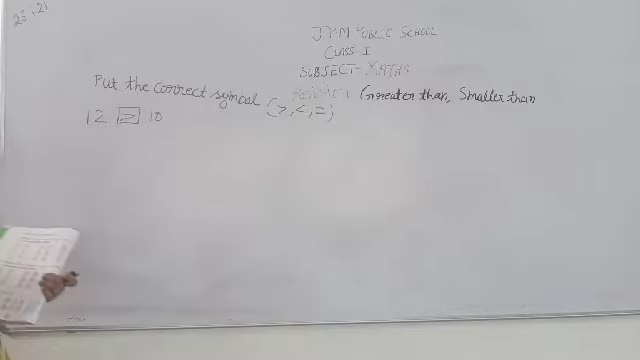 JPM PUBLIC SCHOOL
CLASS-I
SUBJECT-MATHS
Greater than, Smaller than
Put the correct symbol (>, <, =)
12 > 10